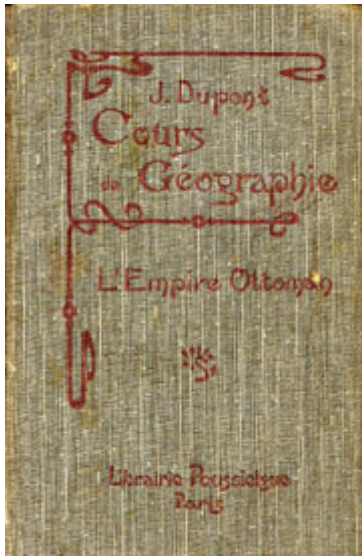 J. Dupont
Cours
de Géographie
L'Empire Ottoman
Librairie Poussielgue
Paris